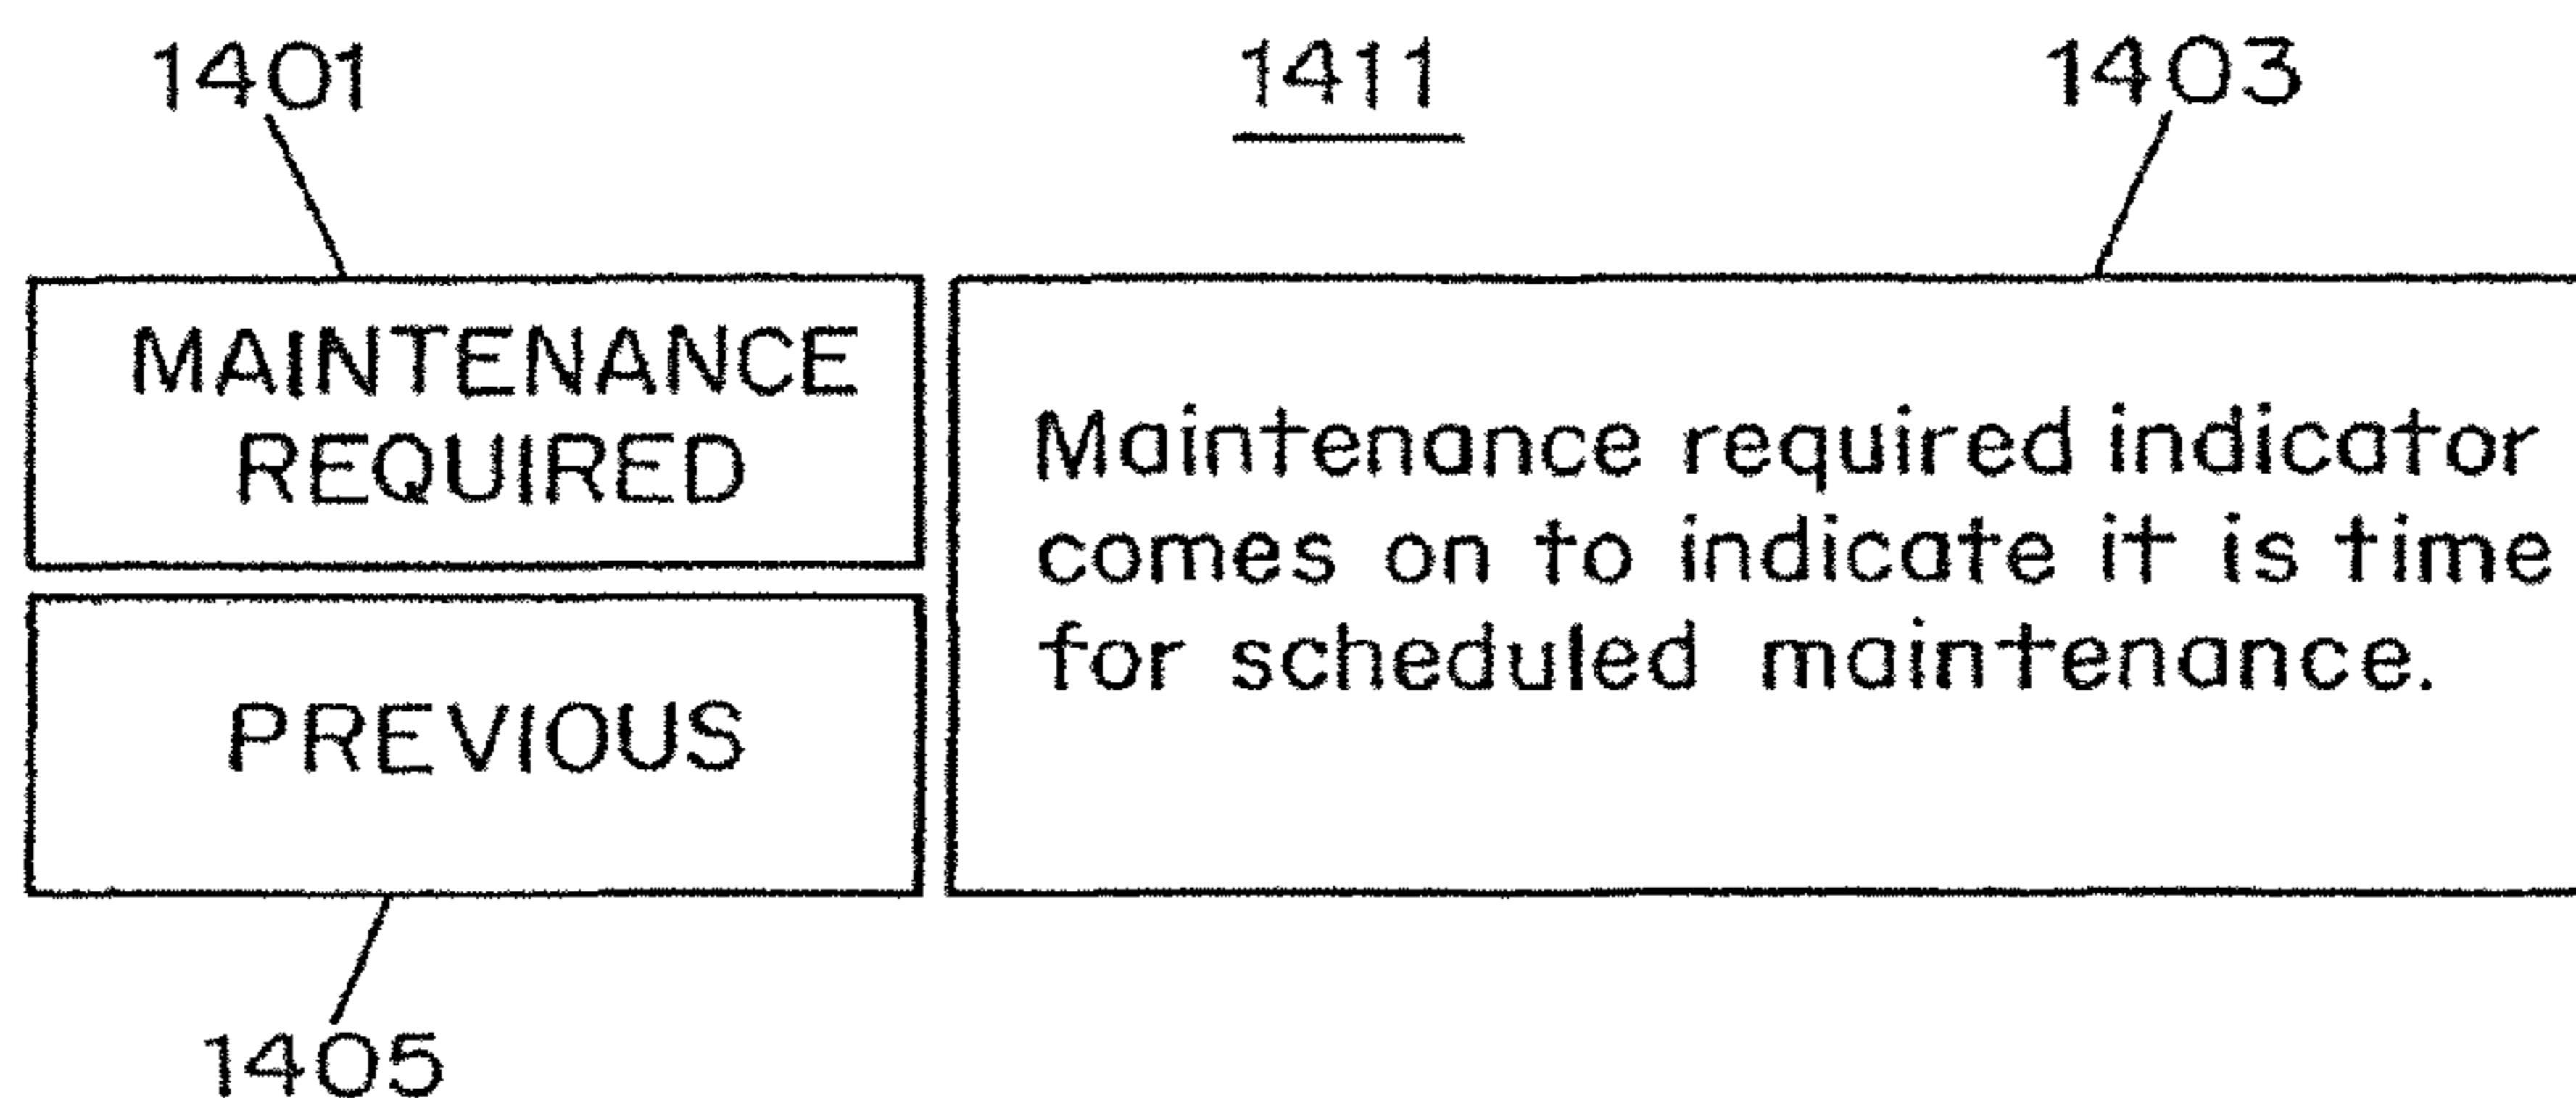 1401
1411
1403
MAINTENANCE
REQUIRED
Maintenance required indicator
comes on to indicate it is time
for scheduled maintenance.
PREVIOUS
1405